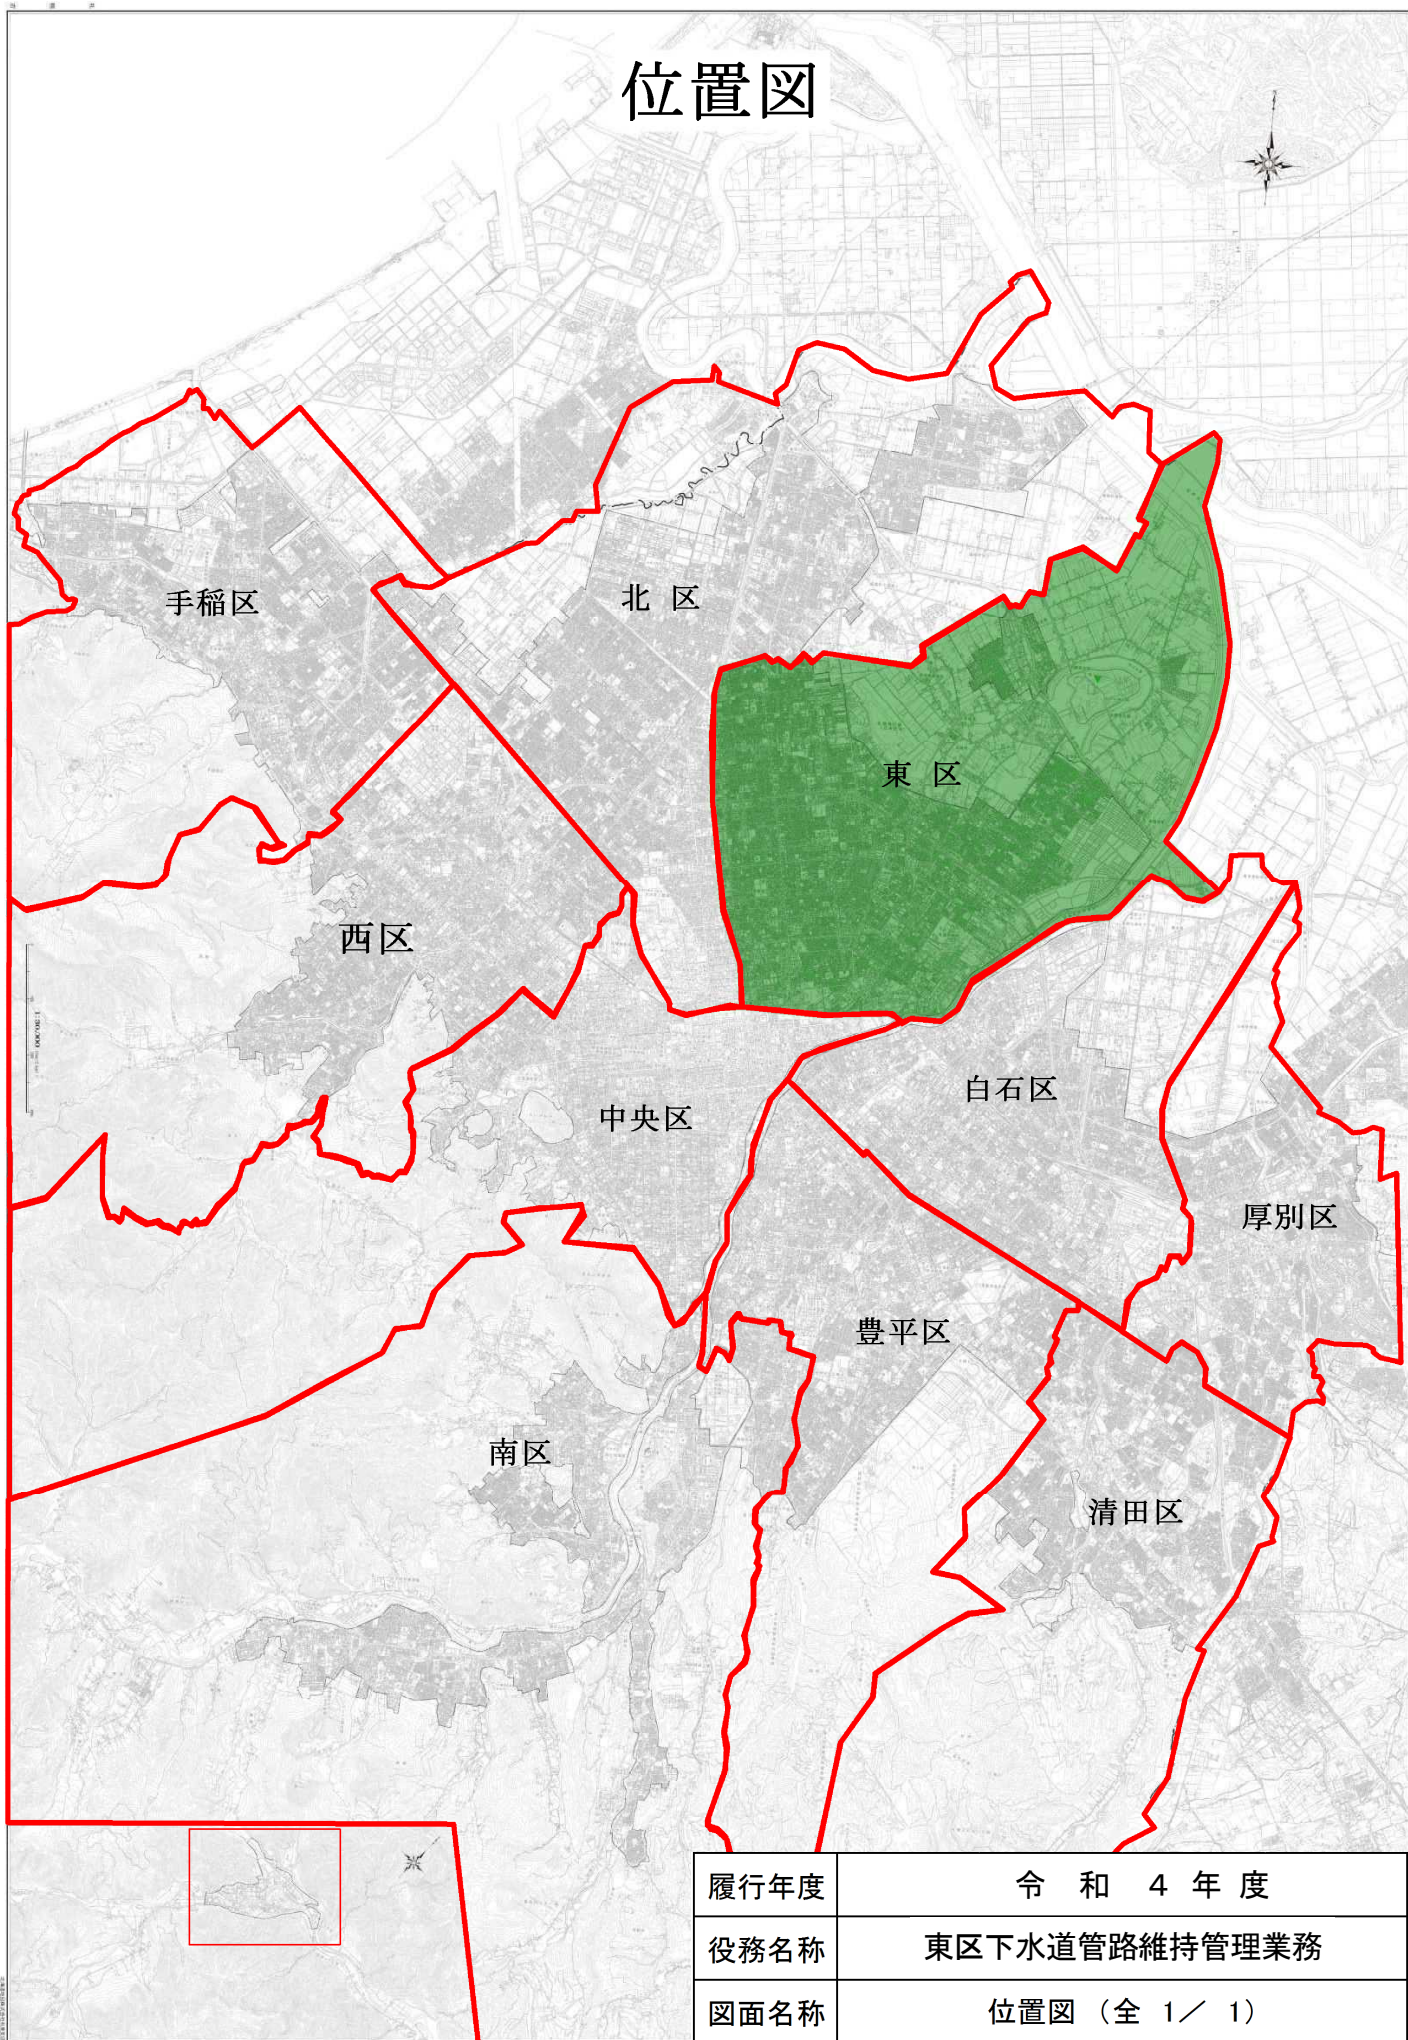 位置図
手稲区
北 区
東 区
西区
中央区
白石区
厚別区
豊平区
南区
清田区
履行年度 令 和 4 年 度
役務名称 東区下水道管路維持管理業務
図面名称 位置図 （全 1／ 1）